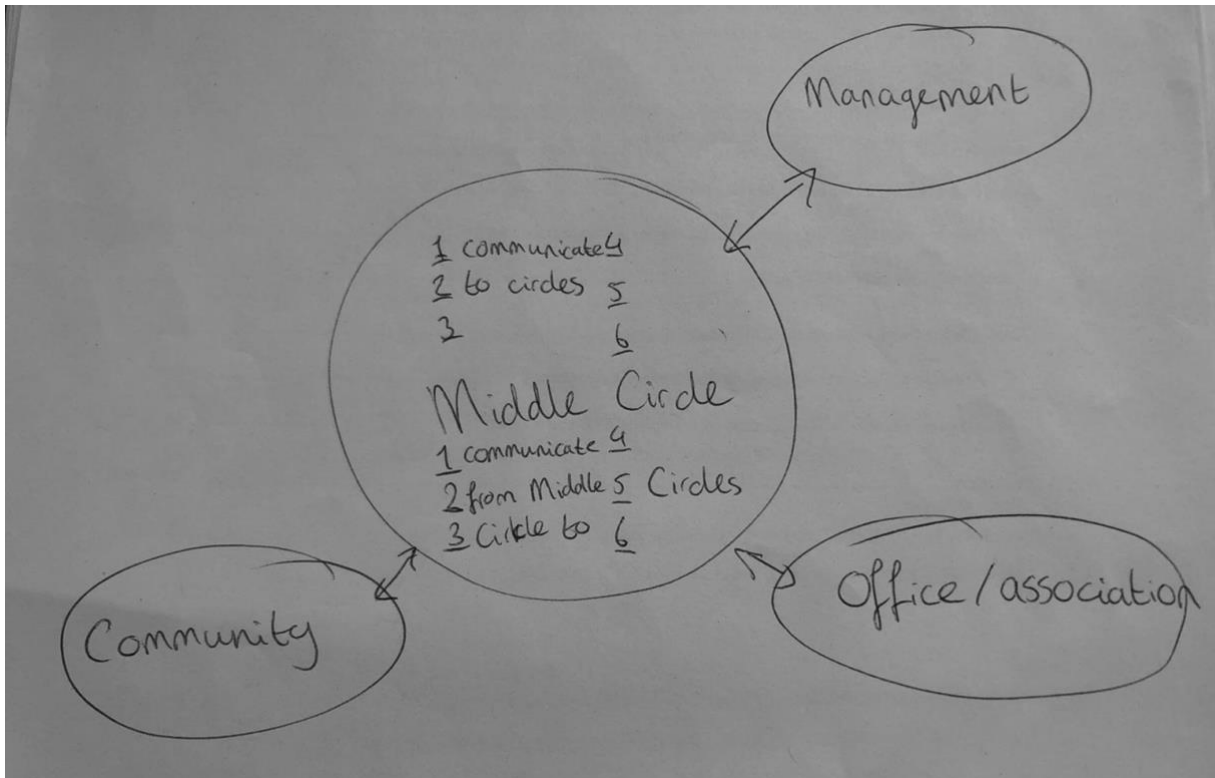 Management
1 communicate 4
2 to circles 5
3 6
Middle Circle
1 communicate 4
2 from Middle 5 Circles
3 Cirkle to 6
Office/association
Community